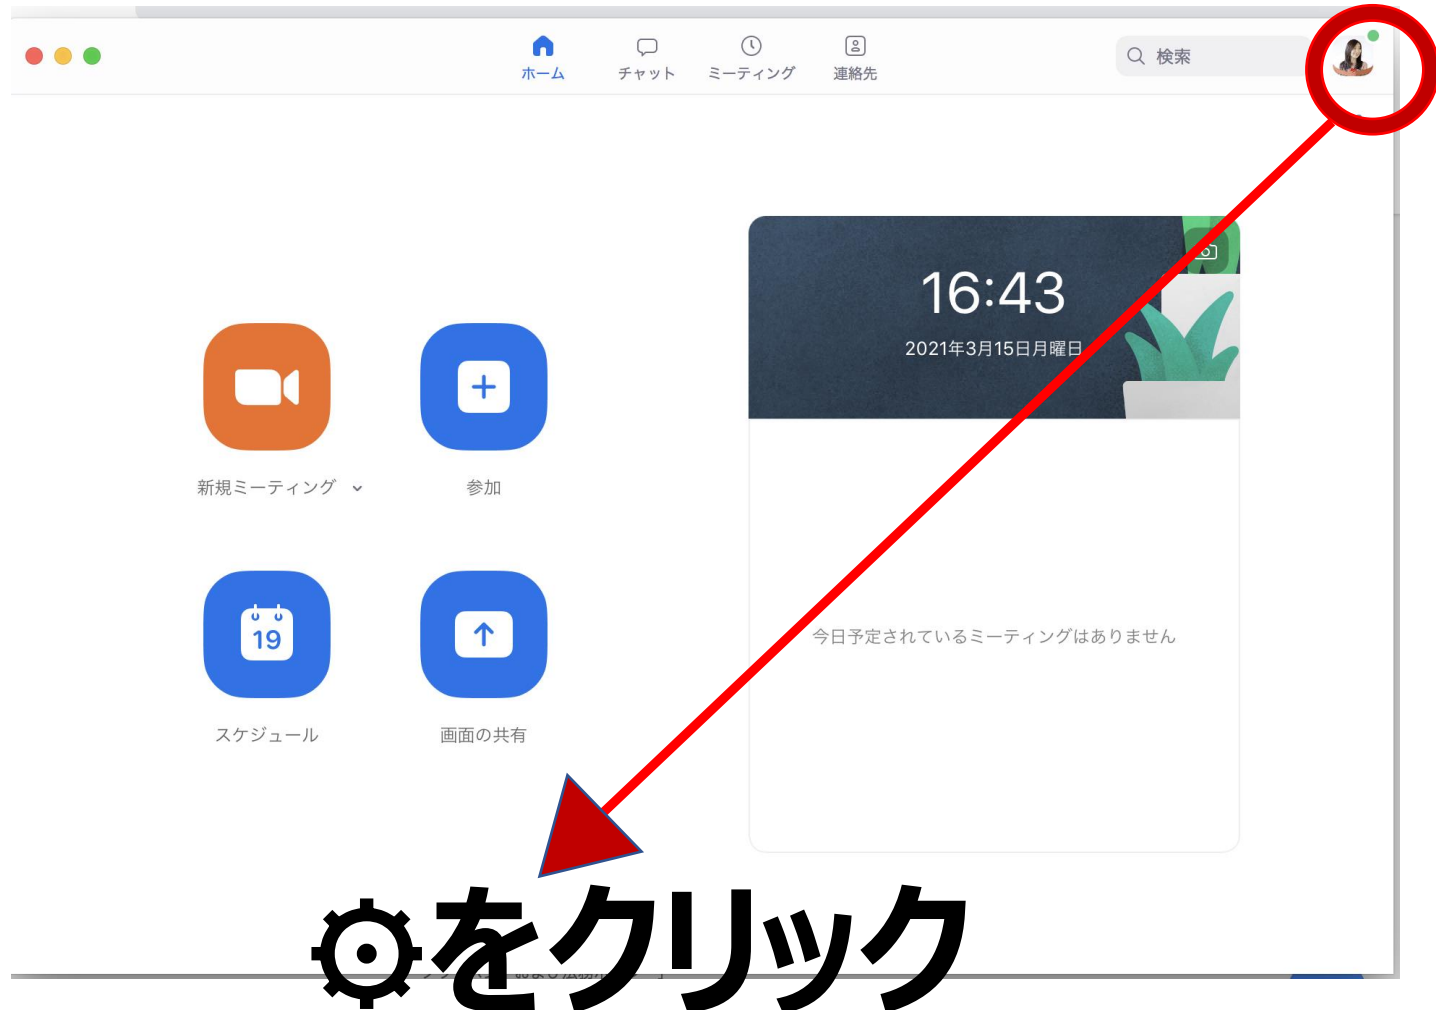 ホーム
チャット
ミーティング
連絡先
検索
16:43
2021年3月15日月曜日
新規ミーティング
参加
19
スケジュール
画面の共有
今日予定されているミーティングはありません
⚙をクリック